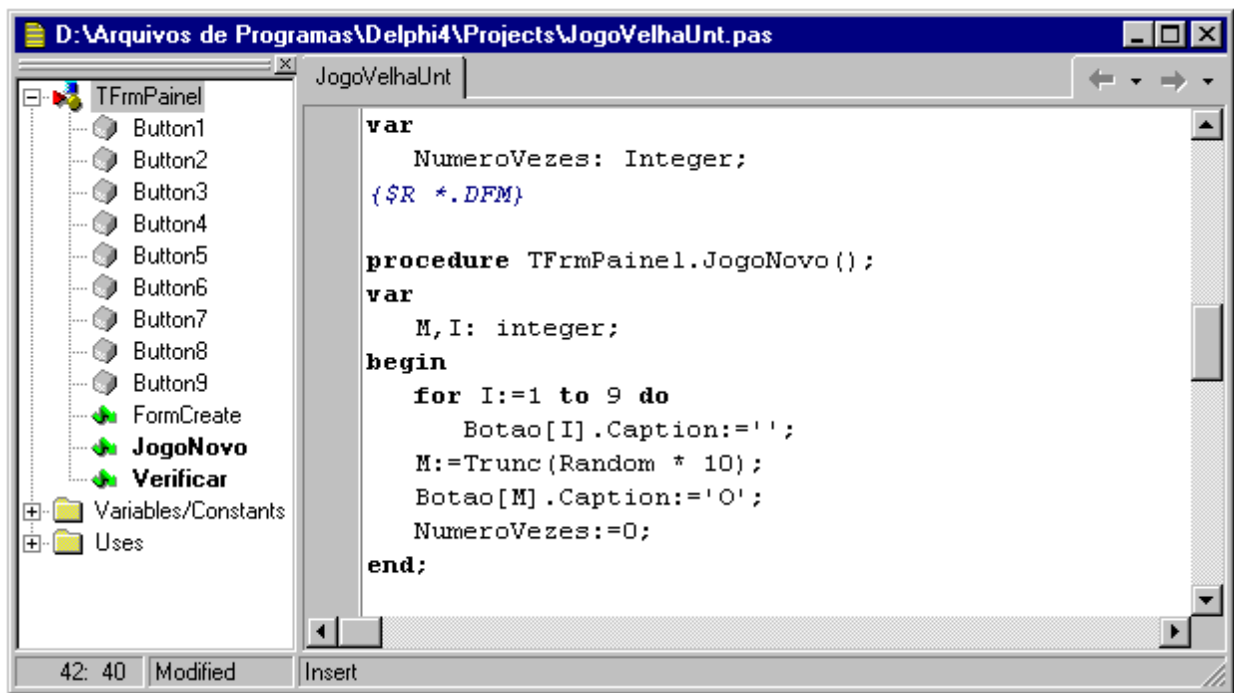 D:\Arquivos de Programas\Delphi4\Projects\JogoVelhaUnt.pas
TFrmPainel
Button1
Button2
Button3
Button4
Button5
Button6
Button7
Button8
Button9
FormCreate
JogoNovo
Verificar
Variables/Constants
Uses
JogoVelhaUnt
var
NumeroVezes: Integer;
{$R *.DFM}
procedure TFrmPainel.JogoNovo();
var
M,I: integer;
begin
for I:=1 to 9 do
Botao[I].Caption:='';
M:=Trunc(Random * 10);
Botao[M].Caption:='O';
NumeroVezes:=0;
end;
42: 40 Modified Insert